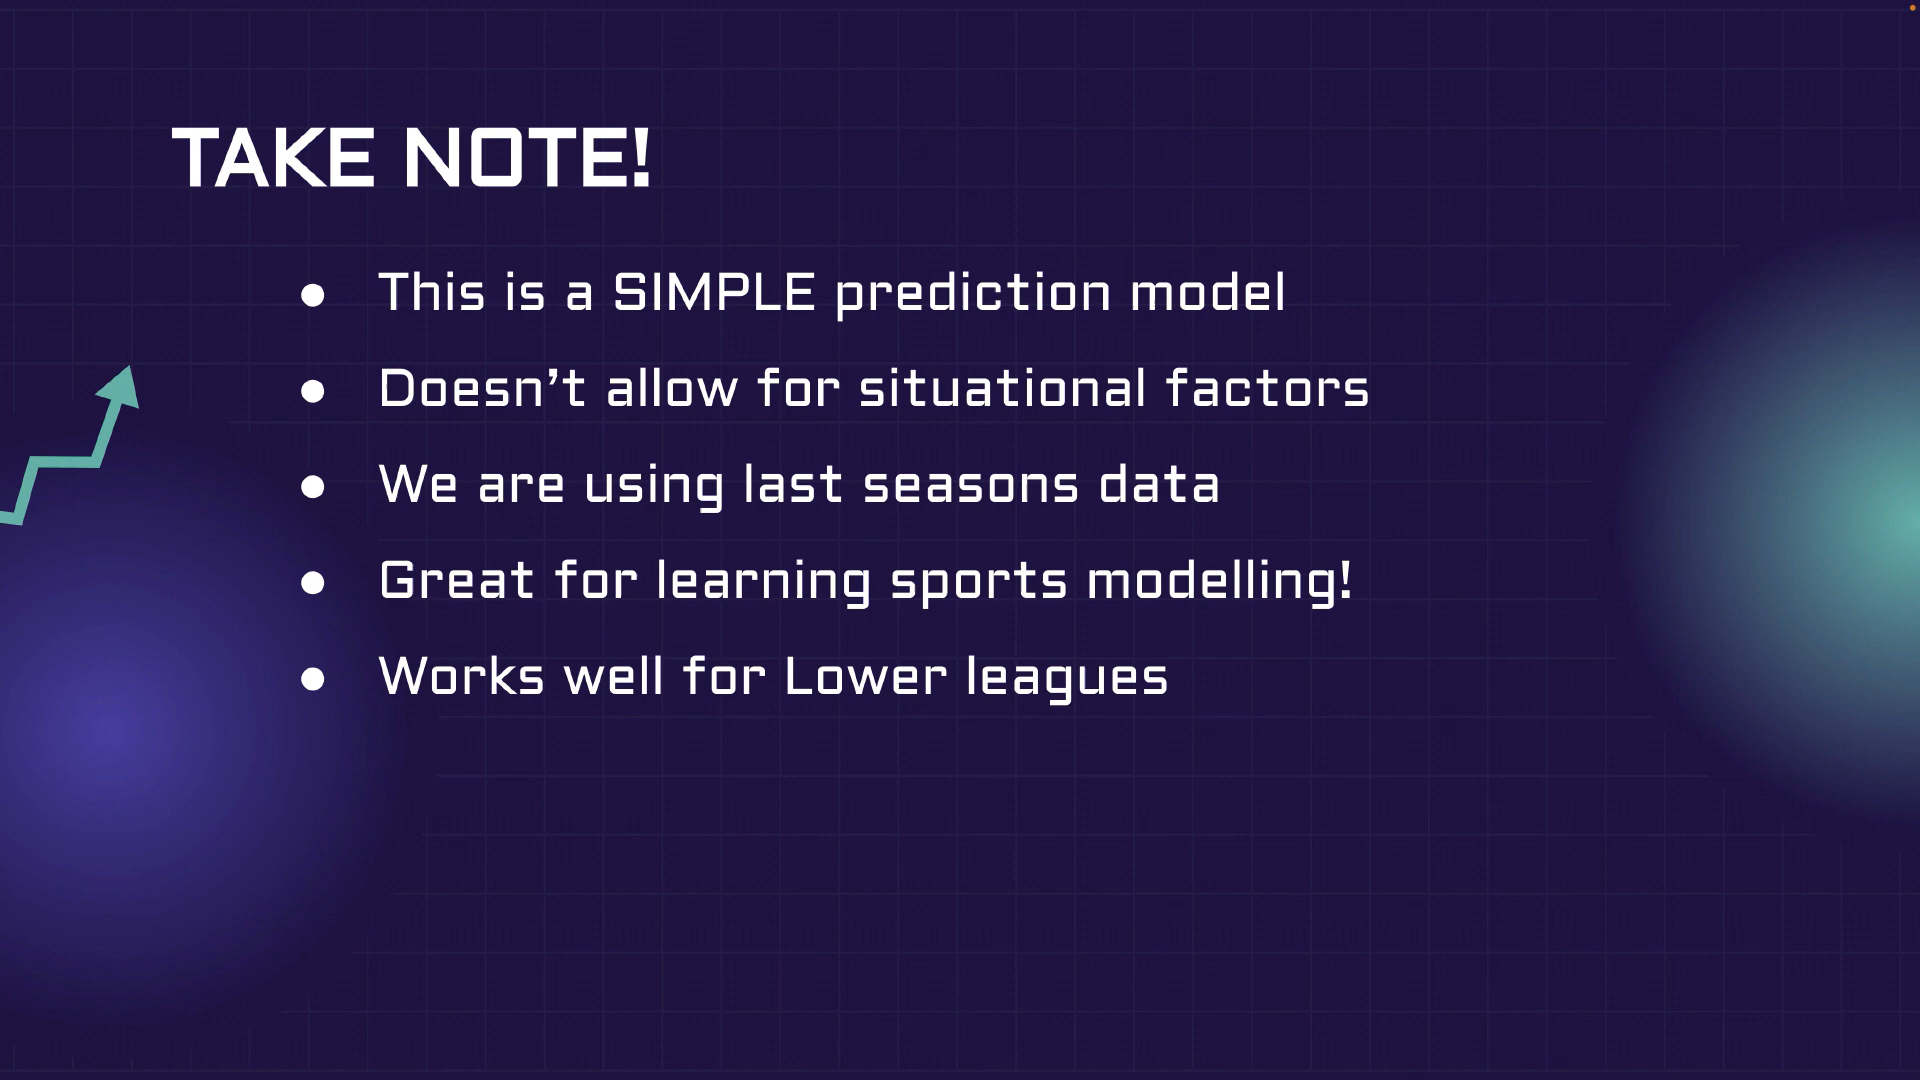 TAKE NOTE!
● This is a SIMPLE prediction model
● Doesn’t allow for situational factors
● We are using last seasons data
● Great for learning sports modelling!
● Works well for Lower leagues